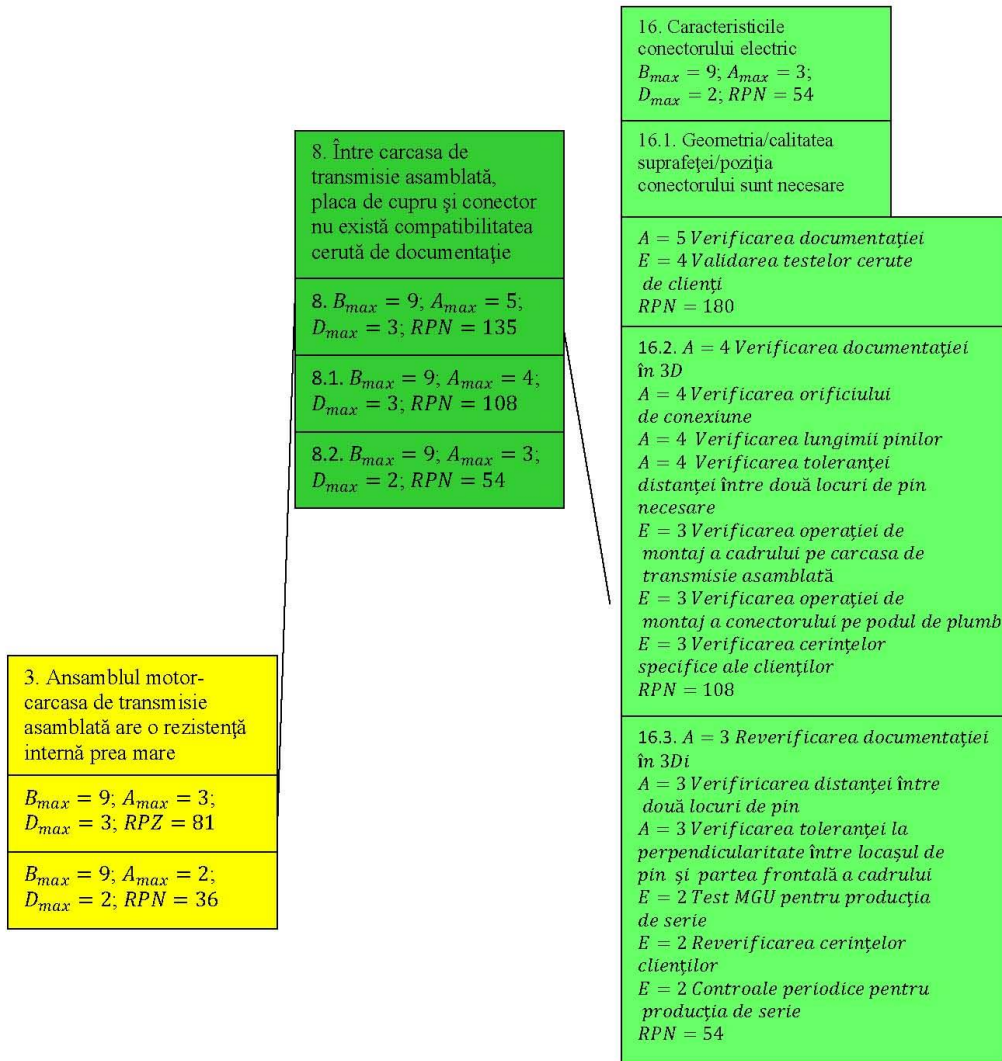 3. Ansamblul motor-
carcasa de transmisie
asamblată are o rezistență
internă prea mare
B_max = 9; A_max = 3;
D_max = 3; RPZ = 81
B_max = 9; A_max = 2;
D_max = 2; RPN = 36
8. Între carcasa de
transmisie asamblată,
placa de cupru şi conector
nu există compatibilitatea
cerută de documentație
8. B_max = 9; A_max = 5;
D_max = 3; RPN = 135
8.1. B_max = 9; A_max = 4;
D_max = 3; RPN = 108
8.2. B_max = 9; A_max = 3;
D_max = 2; RPN = 54
16. Caracteristicile
conectorului electric
B_max = 9; A_max = 3;
D_max = 2; RPN = 54
16.1. Geometria/calitatea
suprafeței/poziția
conectorului sunt necesare
A = 5 Verificarea documentației
E = 4 Validarea testelor cerute
de clienți
RPN = 180
16.2. A = 4 Verificarea documentației
în 3D
A = 4 Verificarea orificiului
de conexiune
A = 4 Verificarea lungimii pinilor
A = 4 Verificarea toleranței
distanței între două locuri de pin
necesare
E = 3 Verificarea operației de
montaj a cadrului pe carcasa de
transmisie asamblată
E = 3 Verificarea operației de
montaj a conectorului pe podul de plumb
E = 3 Verificarea cerințelor
specifice ale clienților
RPN = 108
16.3. A = 3 Reverificarea documentației
în 3Di
A = 3 Verifiricarea distanței între
două locuri de pin
A = 3 Verificarea toleranței la
perpendicularitate între locașul de
pin şi partea frontală a cadrului
E = 2 Test MGU pentru producția
de serie
E = 2 Reverificarea cerințelor
clienților
E = 2 Controale periodice pentru
producția de serie
RPN = 54